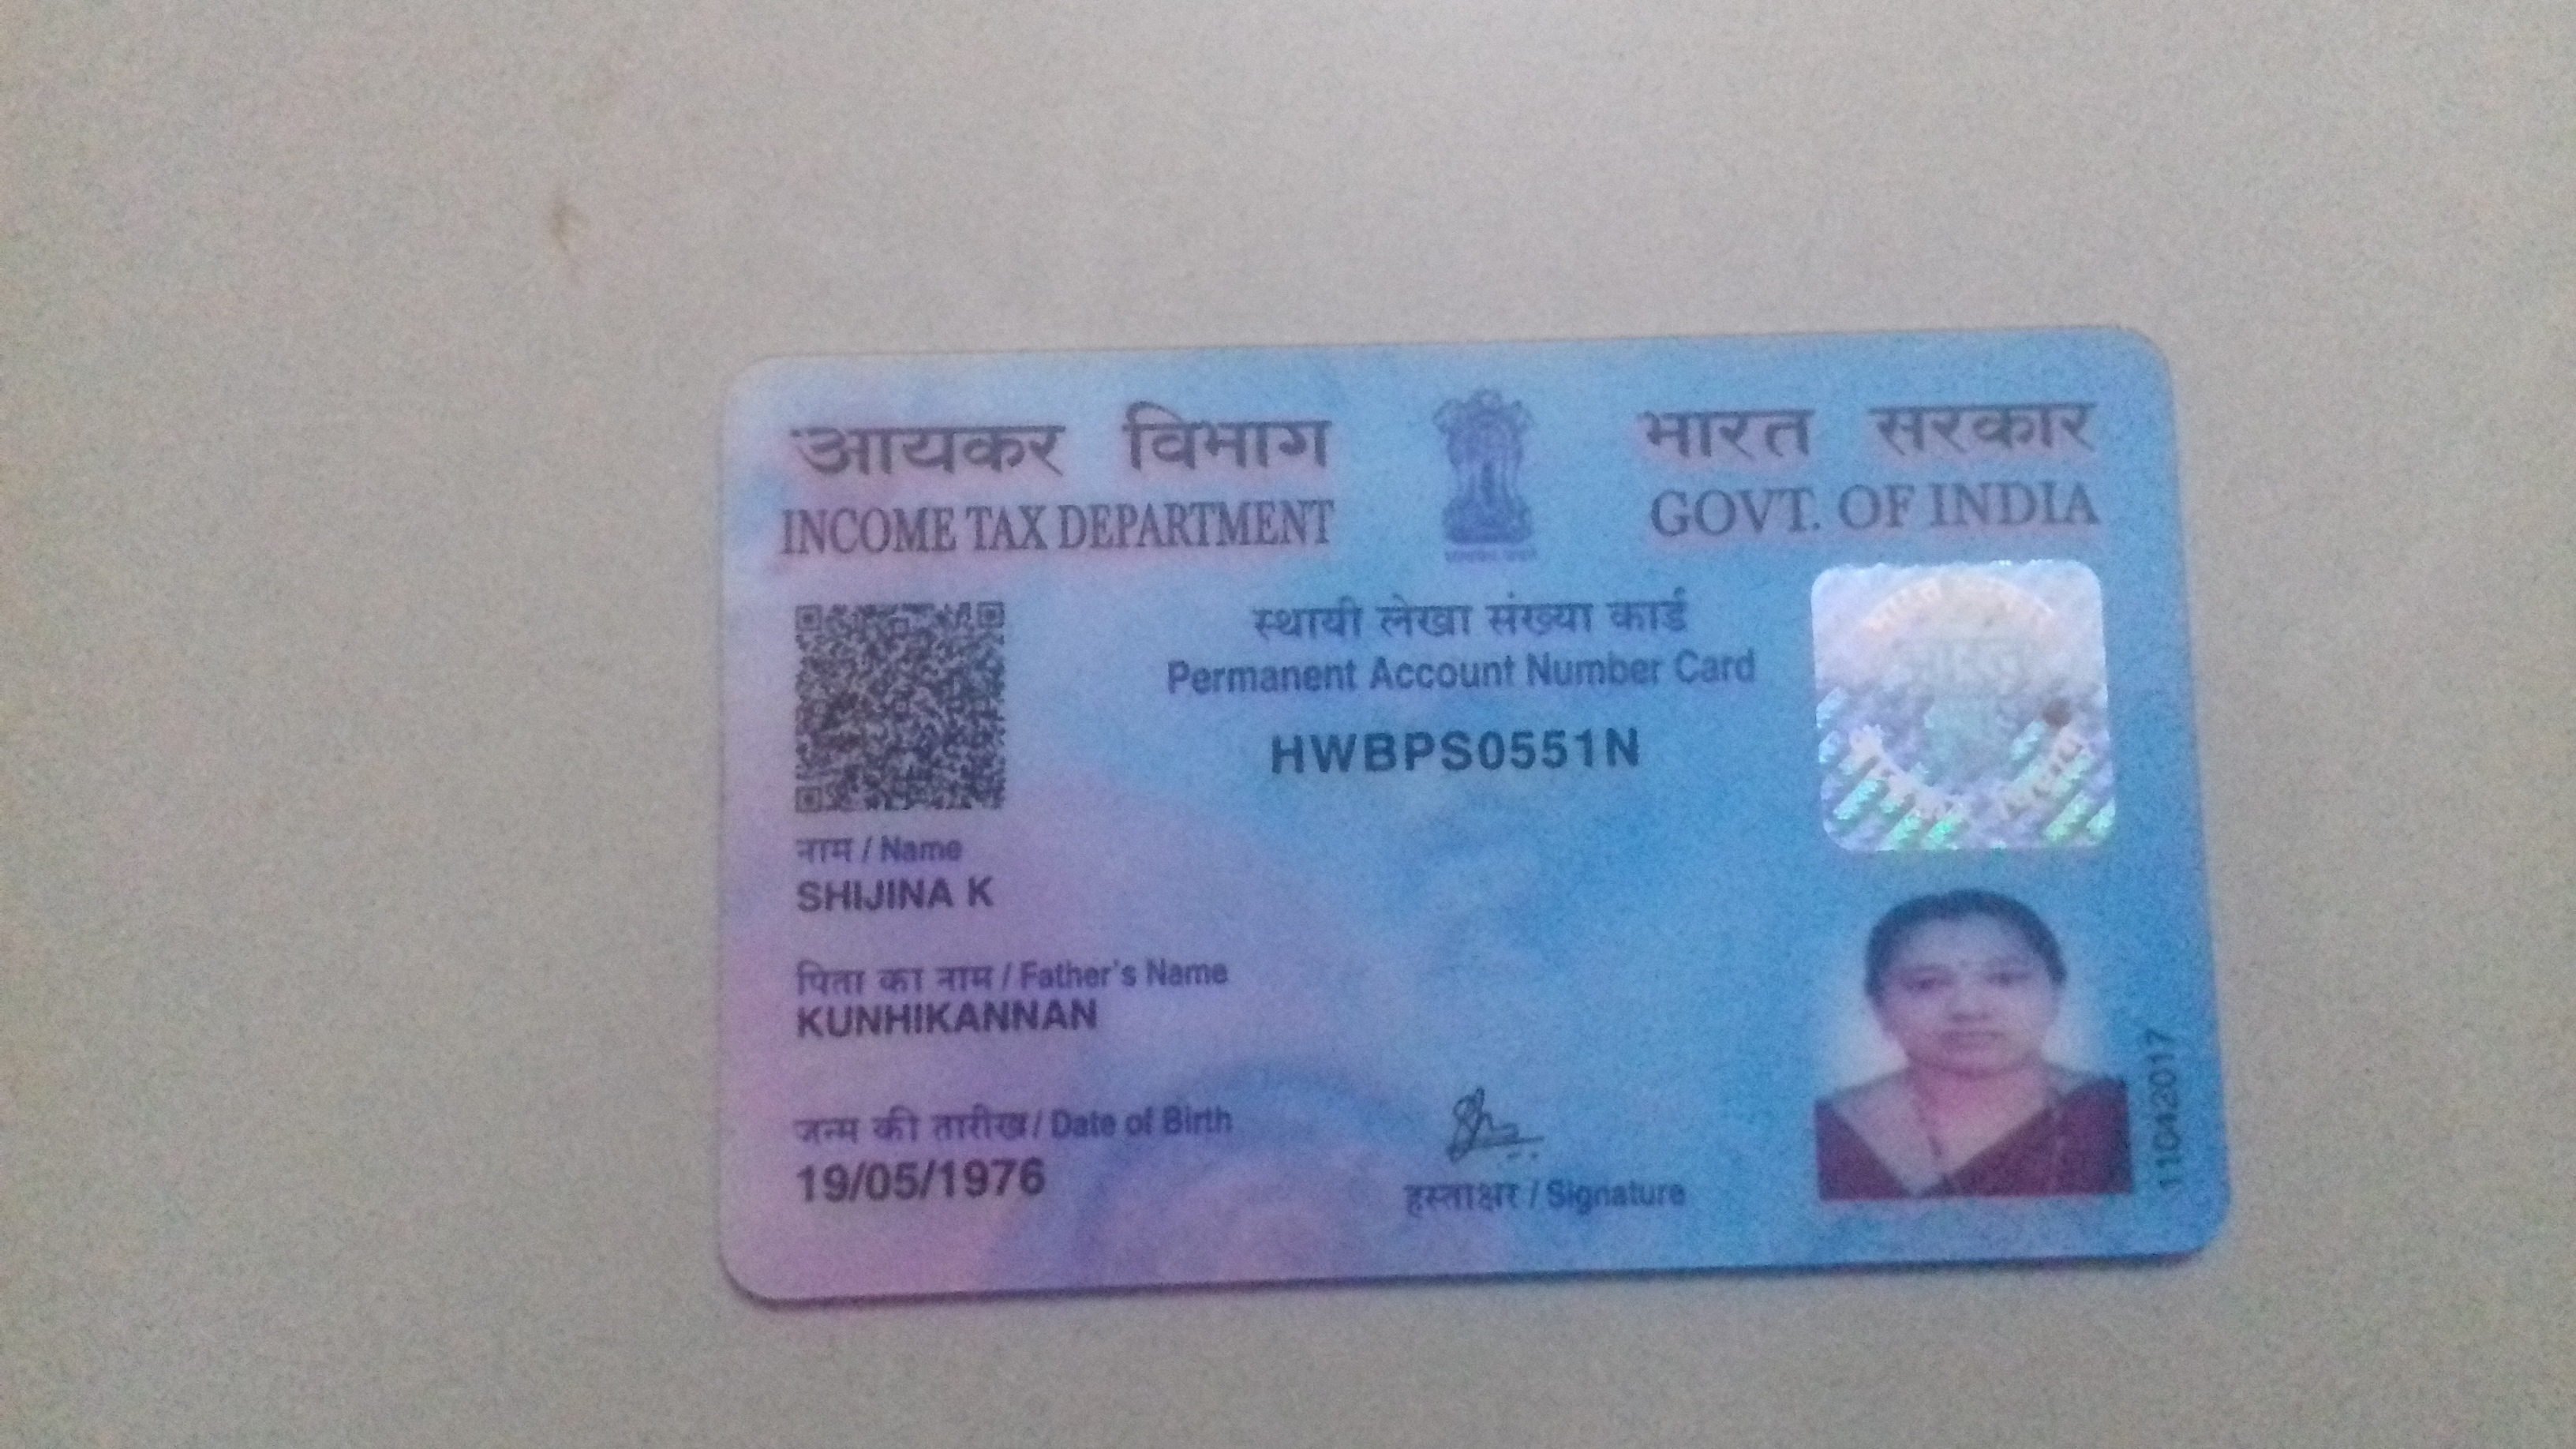 आयकर विभाग
INCOME TAX DEPARTMENT
भारत सरकार
GOVT. OF INDIA
स्थायी लेखा संख्या कार्ड
Permanent Account Number Card
HWBPS0551N
नाम / Name
SHIJINA K
पिता का नाम / Father's Name
KUNHIKANNAN
जन्म की तारीख / Date of Birth
19/05/1976
हस्ताक्षर / Signature
11042017